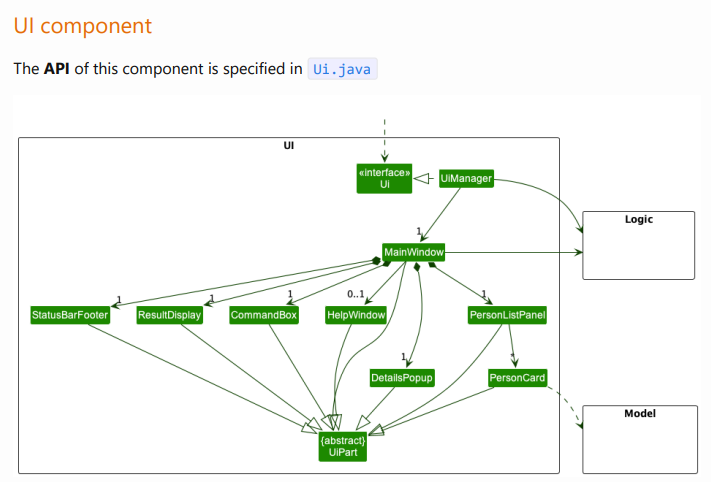 UI component
The API of this component is specified in Ui.java
UI
«interface»
Ui
UiManager
Logic
1
MainWindow
1
1
1
0..1
1
StatusBarFooter
ResultDisplay
CommandBox
HelpWindow
PersonListPanel
1
*
DetailsPopup
PersonCard
Model
{abstract}
UiPart